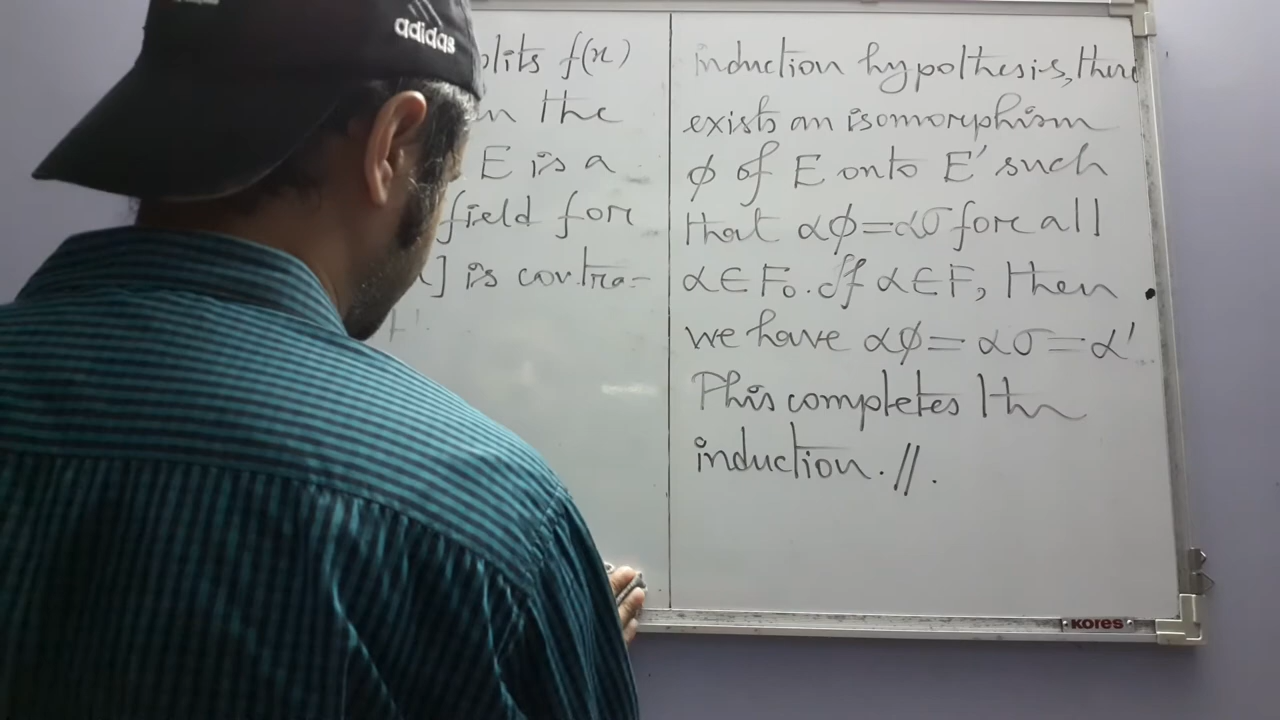 adidas
f(x)
in the
E is a
field for
] is contra-
induction hypothesis, there
exists an isomorphism
ϕ of E onto E' such
that αϕ=ασ for all
α∈F₀. If α∈F, then
we have αϕ=ασ=α'
This completes the
induction. //.
KORES